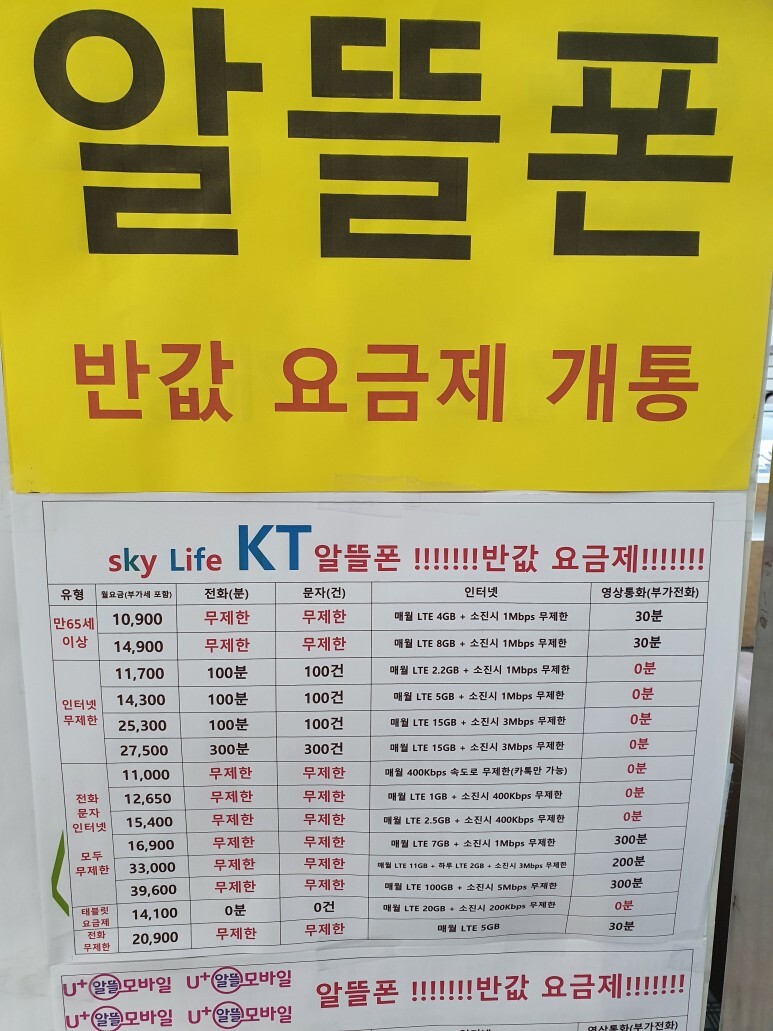 알뜰폰
반값 요금제 개통
sky Life KT 알뜰폰 !!!!!!!반값 요금제!!!!!!!
유형 월요금(부가세 포함) 전화(분) 문자(건) 인터넷 영상통화(부가전화)
만65세 이상
10,900 무제한 무제한 매월 LTE 4GB + 소진시 1Mbps 무제한 30분
14,900 무제한 무제한 매월 LTE 8GB + 소진시 1Mbps 무제한 30분
인터넷 무제한
11,700 100분 100건 매월 LTE 2.2GB + 소진시 1Mbps 무제한 0분
14,300 100분 100건 매월 LTE 5GB + 소진시 1Mbps 무제한 0분
25,300 100분 100건 매월 LTE 15GB + 소진시 3Mbps 무제한 0분
27,500 300분 300건 매월 LTE 15GB + 소진시 3Mbps 무제한 0분
전화 문자 인터넷 모두 무제한
11,000 무제한 무제한 매월 400Kbps 속도로 무제한(카톡만 가능) 0분
12,650 무제한 무제한 매월 LTE 1GB + 소진시 400Kbps 무제한 0분
15,400 무제한 무제한 매월 LTE 2.5GB + 소진시 400Kbps 무제한 0분
16,900 무제한 무제한 매월 LTE 7GB + 소진시 1Mbps 무제한 300분
33,000 무제한 무제한 매월 LTE 11GB + 하루 LTE 2GB + 소진시 3Mbps 무제한 200분
39,600 무제한 무제한 매월 LTE 100GB + 소진시 5Mbps 무제한 300분
태블릿 요금제 14,100 0분 0건 매월 LTE 20GB + 소진시 200Kbps 무제한 0분
전화 무제한 20,900 무제한 무제한 매월 LTE 5GB 30분
U+알뜰모바일 U+알뜰모바일
U+알뜰모바일 U+알뜰모바일
알뜰폰 !!!!!!!반값 요금제!!!!!!!
영상통화(부가전화)